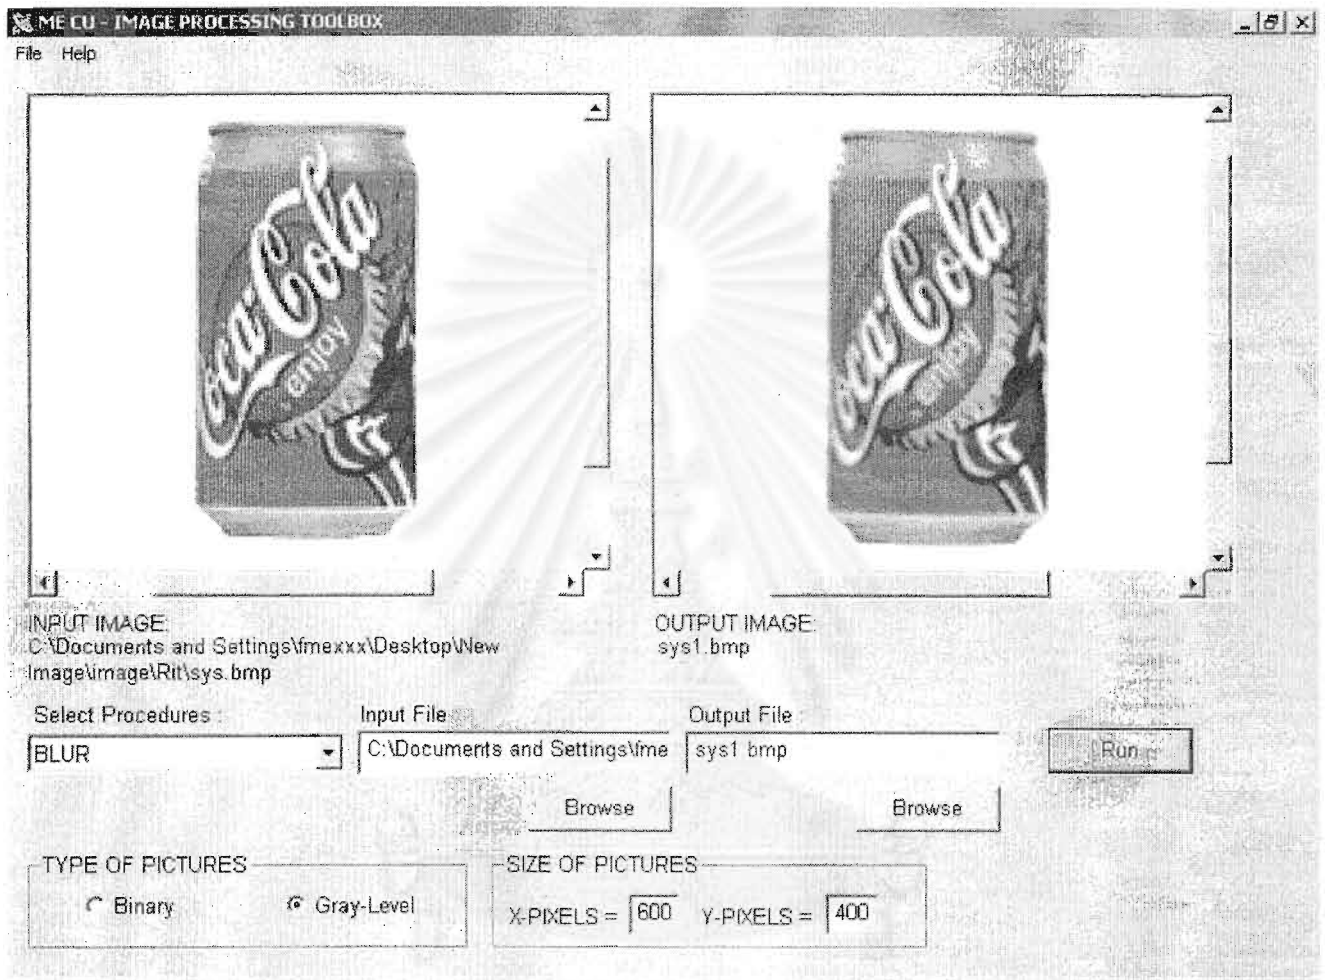 ME CU - IMAGE PROCESSING TOOLBOX
File Help
Coca-Cola
enjoy
Coca-Cola
enjoy
INPUT IMAGE:
C:\Documents and Settings\fmexxx\Desktop\New
Image\image\Rit\sys.bmp
OUTPUT IMAGE:
sys1.bmp
Select Procedures :
Input File
Output File :
BLUR
C:\Documents and Settings\fme
sys1 bmp
Run
Browse
Browse
TYPE OF PICTURES
Binary
Gray-Level
SIZE OF PICTURES
X-PIXELS = 600
Y-PIXELS = 400